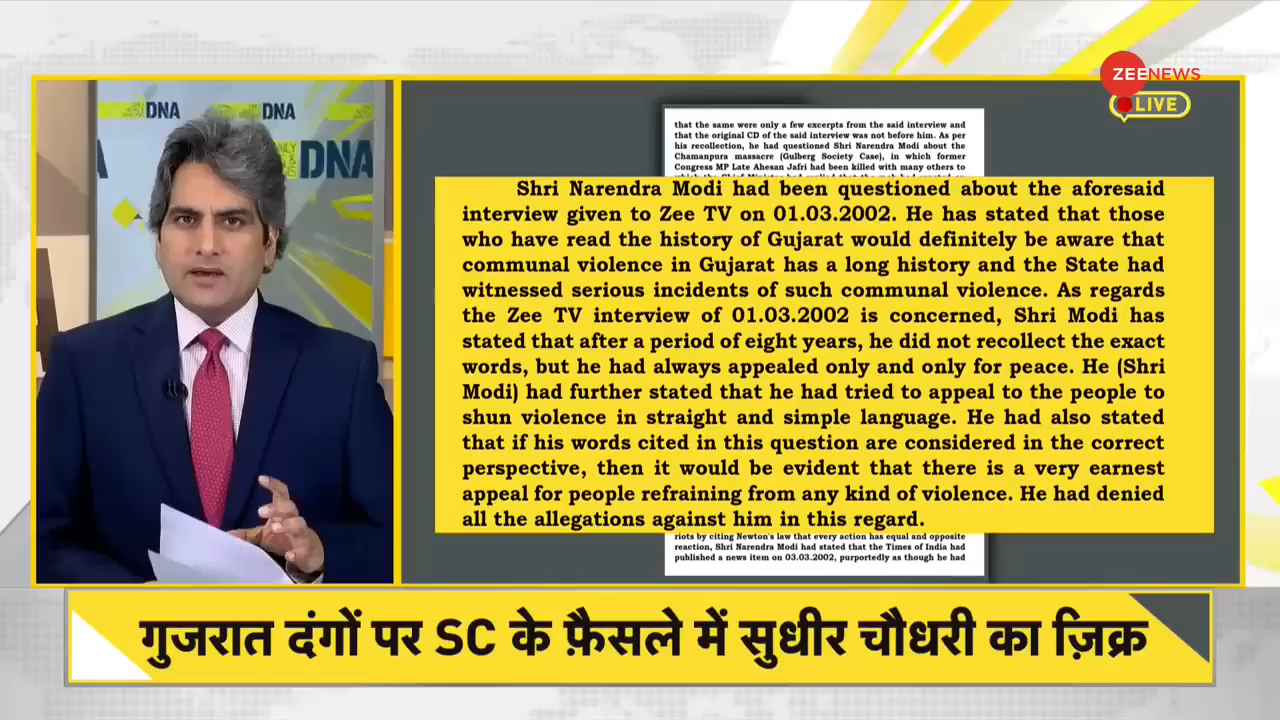 ZEENEWS
LIVE
DNA
DNA
DNA
that the same were only a few excerpts from the said interview and
that the original CD of the said interview was not before him. As per
his recollection, he had questioned Shri Narendra Modi about the
Chamanpura massacre (Gulberg Society Case), in which former
Congress MP Late Ahesan Jafri had been killed with many others to
Shri Narendra Modi had been questioned about the aforesaid
interview given to Zee TV on 01.03.2002. He has stated that those
who have read the history of Gujarat would definitely be aware that
communal violence in Gujarat has a long history and the State had
witnessed serious incidents of such communal violence. As regards
the Zee TV interview of 01.03.2002 is concerned, Shri Modi has
stated that after a period of eight years, he did not recollect the exact
words, but he had always appealed only and only for peace. He (Shri
Modi) had further stated that he had tried to appeal to the people to
shun violence in straight and simple language. He had also stated
that if his words cited in this question are considered in the correct
perspective, then it would be evident that there is a very earnest
appeal for people refraining from any kind of violence. He had denied
all the allegations against him in this regard.
riots by citing Newton's law that every action has equal and opposite
reaction, Shri Narendra Modi had stated that the Times of India had
published a news item on 03.03.2002, purportedly as though he had
गुजरात दंगों पर SC के फ़ैसले में सुधीर चौधरी का ज़िक्र